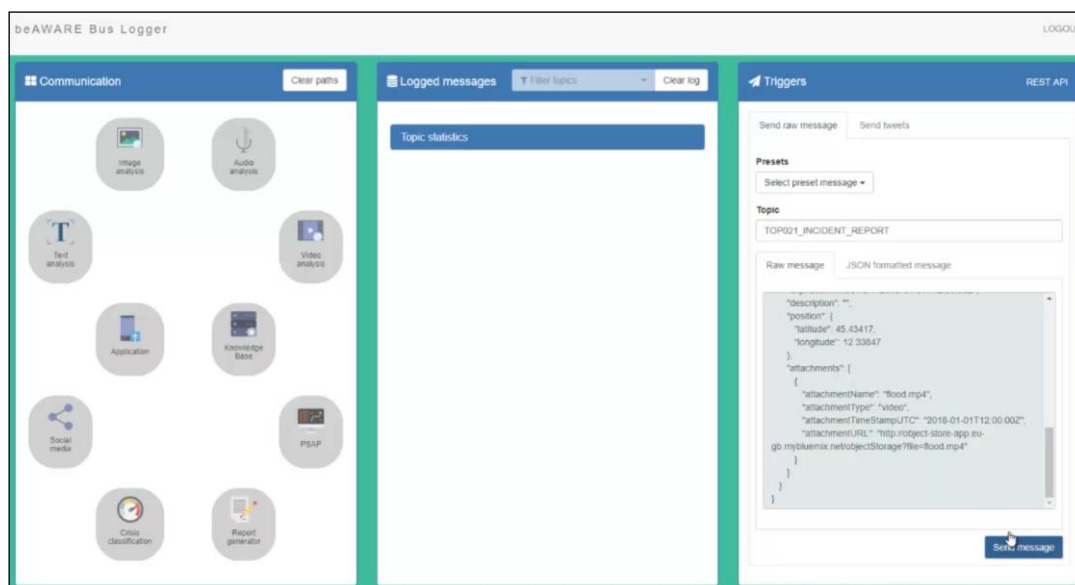 beAWARE Bus Logger
LOGOU
Communication
Clear paths
Image
analysis
Audio
analysis
Text
analysis
Video
analysis
Application
Knowledge
Base
Social
media
PSAP
Crisis
classification
Report
generator
Logged messages
Filter topics
Clear log
Topic statistics
Triggers
REST API
Send raw message
Send tweets
Presets
Select preset message
Topic
TOP021_INCIDENT_REPORT
Raw message
JSON formatted message
"description": "",
"position": {
"latitude": 45.43417,
"longitude": 12.33847
},
"attachments": [
{
"attachmentName": "flood.mp4",
"attachmentType": "video",
"attachmentTimeStampUTC": "2018-01-01T12:00:00Z",
"attachmentURL": "http://object-store-app.eu-
gb.mybluemix.net/objectStorage?file=flood.mp4"
}
]
}
}
Send message